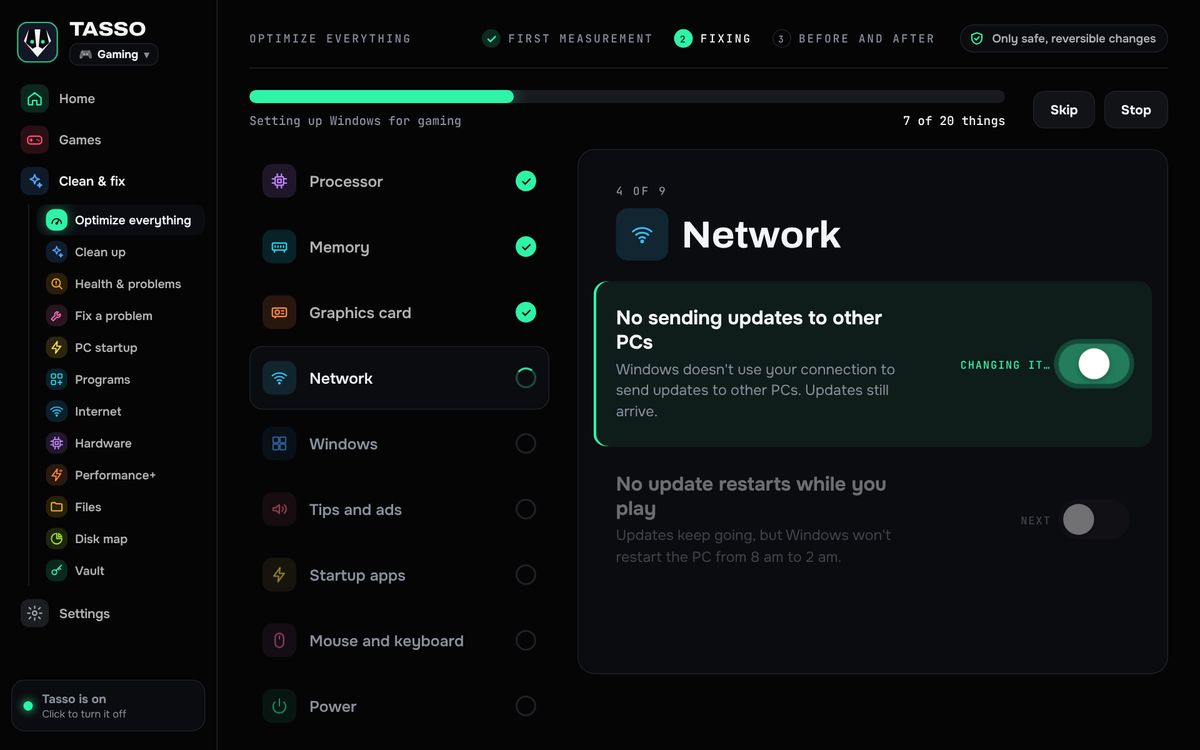 TASSO
Gaming
Home
Games
Clean & fix
Optimize everything
Clean up
Health & problems
Fix a problem
PC startup
Programs
Internet
Hardware
Performance+
Files
Disk map
Vault
Settings
Tasso is on
Click to turn it off
OPTIMIZE EVERYTHING
FIRST MEASUREMENT
2 FIXING
3 BEFORE AND AFTER
Only safe, reversible changes
Setting up Windows for gaming
7 of 20 things
Skip
Stop
Processor
Memory
Graphics card
Network
Windows
Tips and ads
Startup apps
Mouse and keyboard
Power
4 OF 9
Network
No sending updates to other
PCs
Windows doesn't use your connection to
send updates to other PCs. Updates still
arrive.
CHANGING IT…
No update restarts while you
play
Updates keep going, but Windows won't
restart the PC from 8 am to 2 am.
NEXT